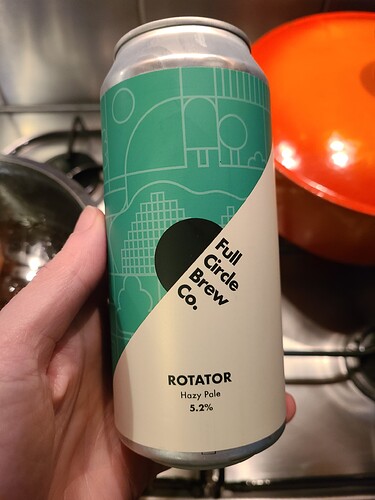 Full
Circle
Brew
Co.
ROTATOR
Hazy Pale
5.2%